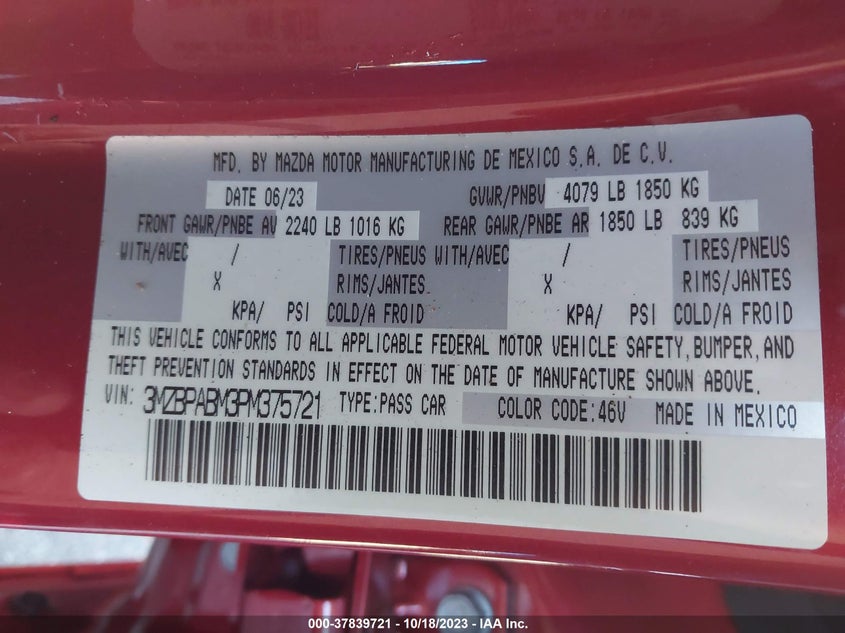 MFD. BY MAZDA MOTOR MANUFACTURING DE MEXICO S.A. DE C.V.
DATE 06/23 GVWR/PNBV 4079 LB 1850 KG
FRONT GAWR/PNBE AV 2240 LB 1016 KG REAR GAWR/PNBE AR 1850 LB 839 KG
WITH/AVEC / TIRES/PNEUS WITH/AVEC / TIRES/PNEUS
X RIMS/JANTES X RIMS/JANTES
KPA/ PSI COLD/A FROID KPA/ PSI COLD/A FROID
THIS VEHICLE CONFORMS TO ALL APPLICABLE FEDERAL MOTOR VEHICLE SAFETY, BUMPER, AND
THEFT PREVENTION STANDARDS IN EFFECT ON THE DATE OF MANUFACTURE SHOWN ABOVE.
VIN: 3MZBPABM3PM375721 TYPE:PASS CAR COLOR CODE:46V MADE IN MEXICO
000-37839721 - 10/18/2023 - IAA Inc.